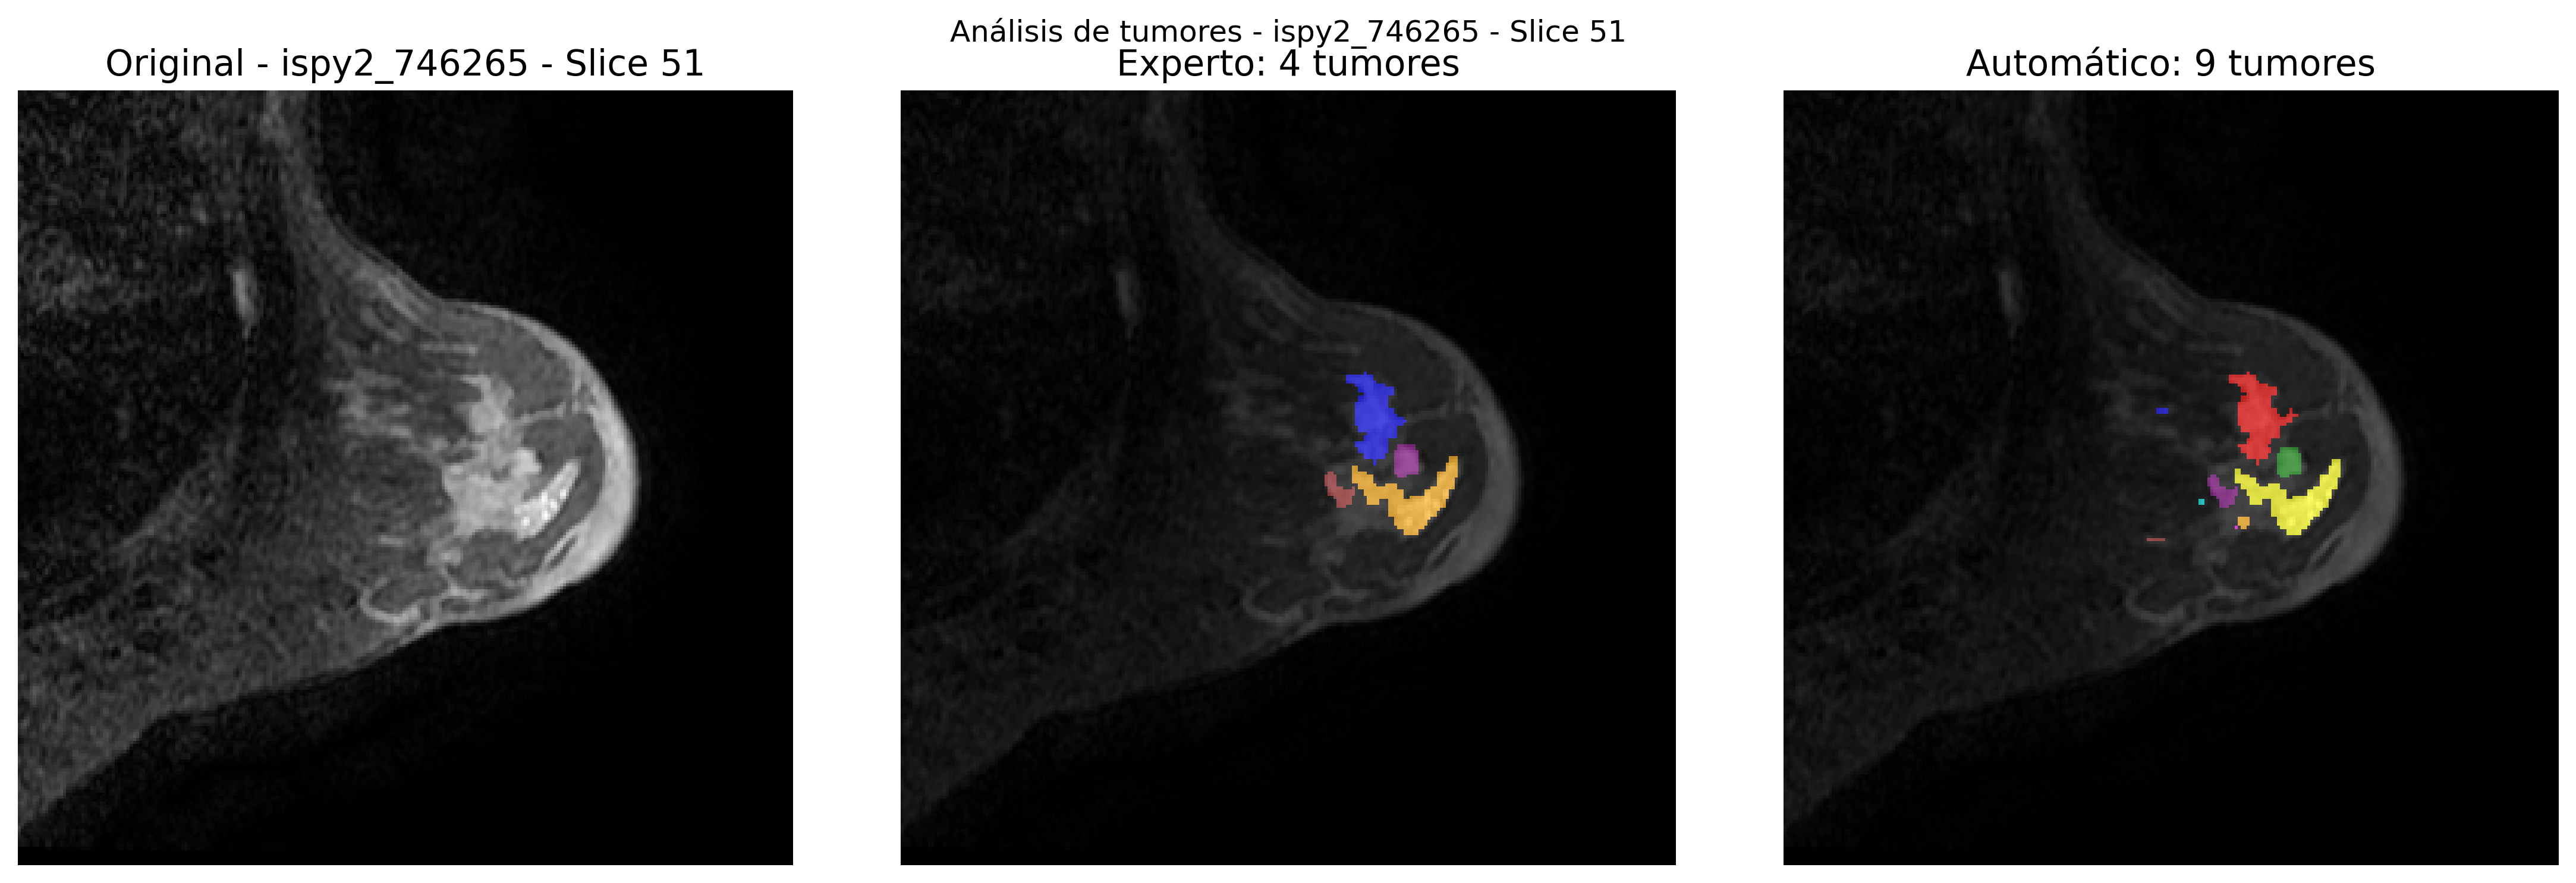 Análisis de tumores - ispy2_746265 - Slice 51
Original - ispy2_746265 - Slice 51
Experto: 4 tumores
Automático: 9 tumores